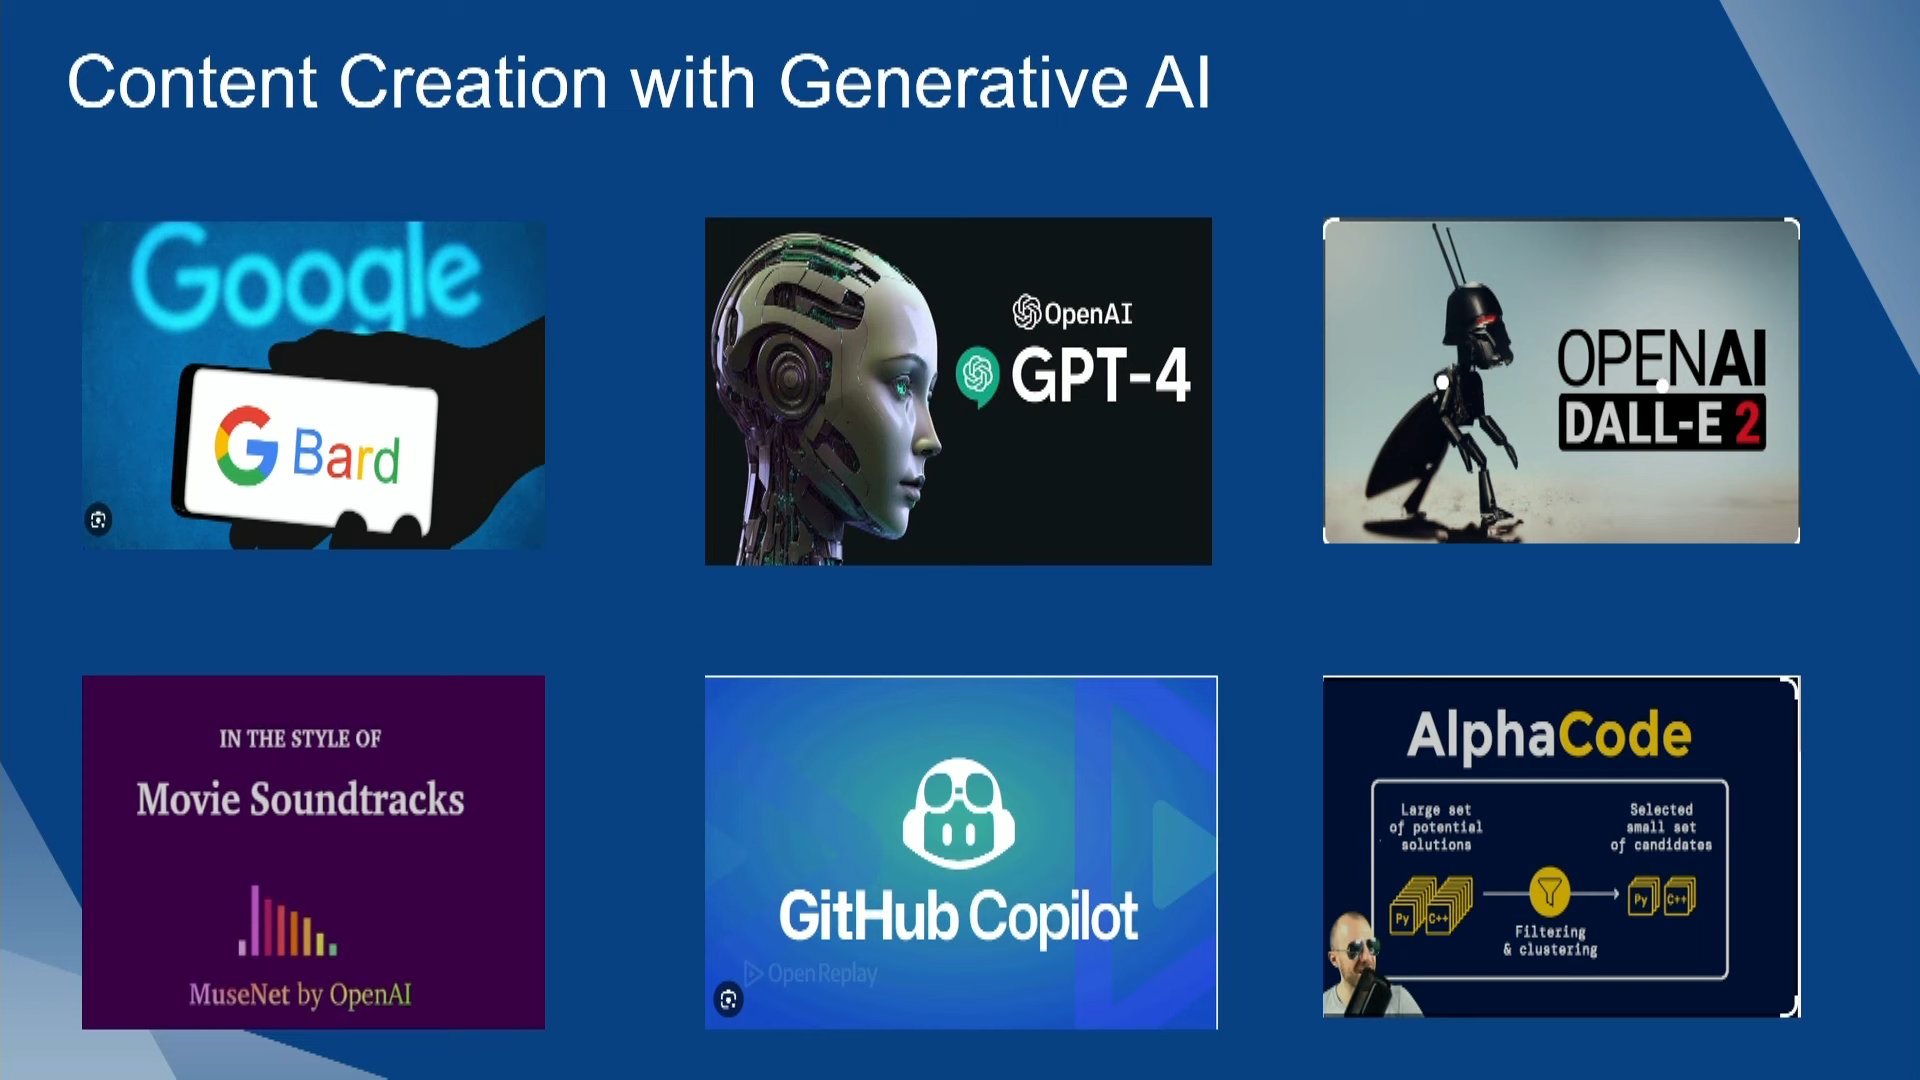 Content Creation with Generative AI
Google
G Bard
OpenAI
GPT-4
OPENAI
DALL-E 2
IN THE STYLE OF
Movie Soundtracks
MuseNet by OpenAI
GitHub Copilot
OpenReplay
AlphaCode
Large set
of potential
solutions
Selected
small set
of candidates
Py
C++
Py
C++
Filtering
& clustering